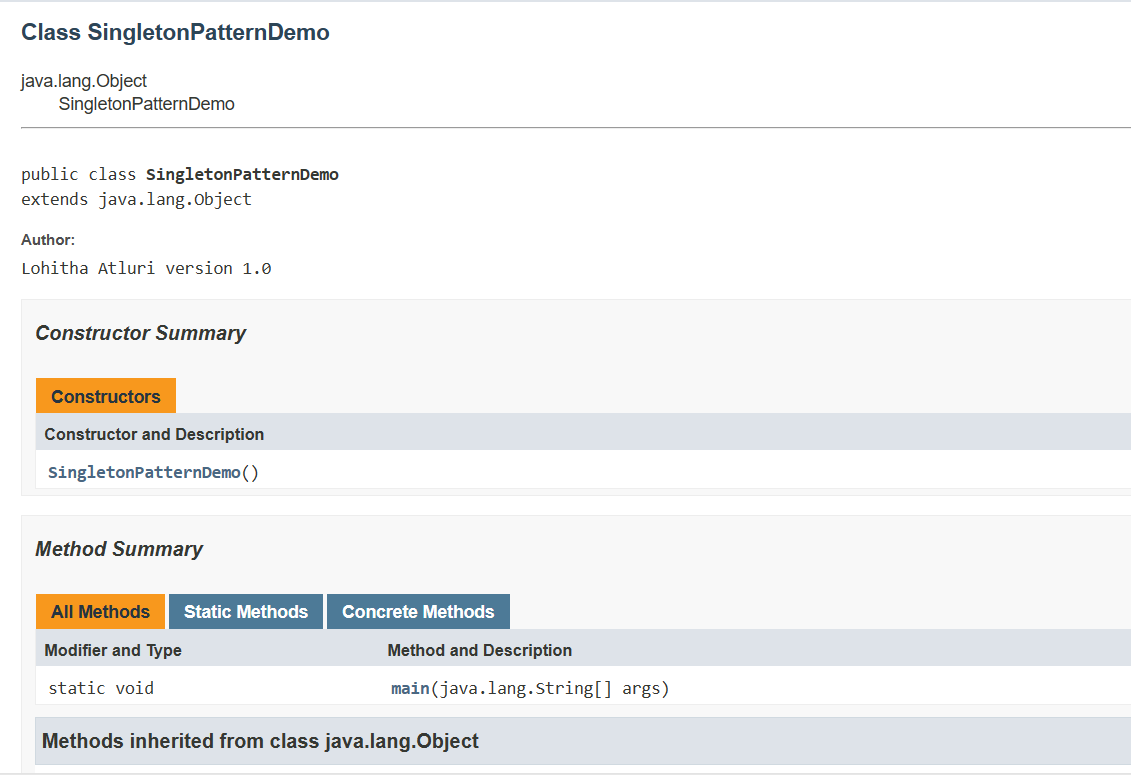 Class SingletonPatternDemo
java.lang.Object
SingletonPatternDemo
public class SingletonPatternDemo
extends java.lang.Object
Author:
Lohitha Atluri version 1.0
Constructor Summary
Constructors
Constructor and Description
SingletonPatternDemo()
Method Summary
All Methods Static Methods Concrete Methods
Modifier and Type Method and Description
static void main(java.lang.String[] args)
Methods inherited from class java.lang.Object